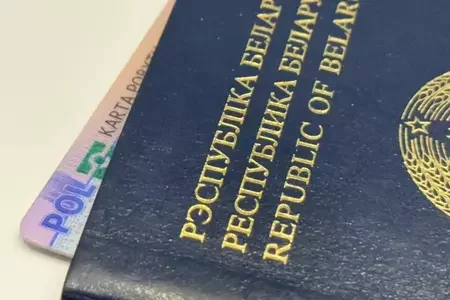 KARTA POBYTU
POL
РЭСПУБЛІКА БЕЛАРУ
РЕСПУБЛИКА БЕЛАРУ
REPUBLIC OF BELAR